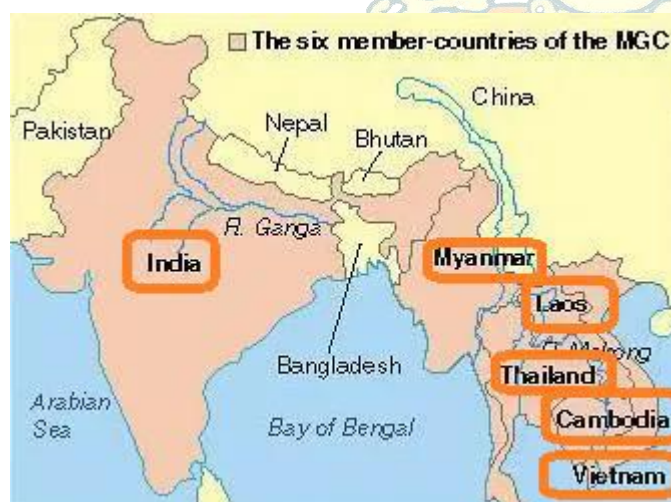 The six member-countries of the MGC
China
Pakistan
Nepal
Bhutan
R. Ganga
India
Myanmar
Laos
R. Mekong
Bangladesh
Thailand
Arabian
Sea
Bay of Bengal
Cambodia
Vietnam